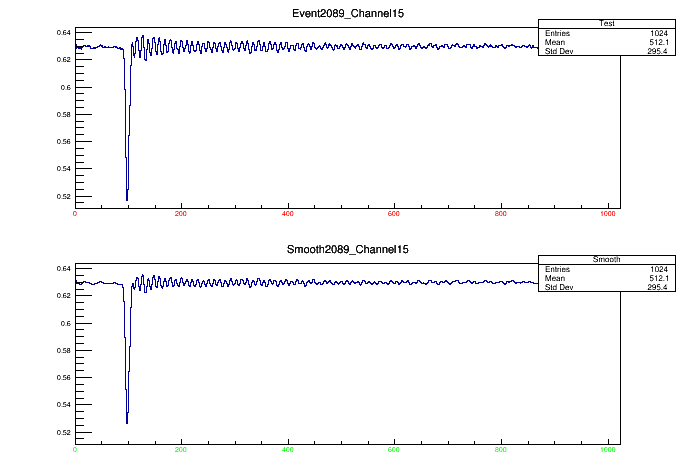 Event2089_Channel15
Test
Entries 1024
Mean 512.1
Std Dev 295.4
0.64
0.62
0.6
0.58
0.56
0.54
0.52
0 200 400 600 800 1000
Smooth2089_Channel15
Smooth
Entries 1024
Mean 512.1
Std Dev 295.4
0.64
0.62
0.6
0.58
0.56
0.54
0.52
0 200 400 600 800 1000